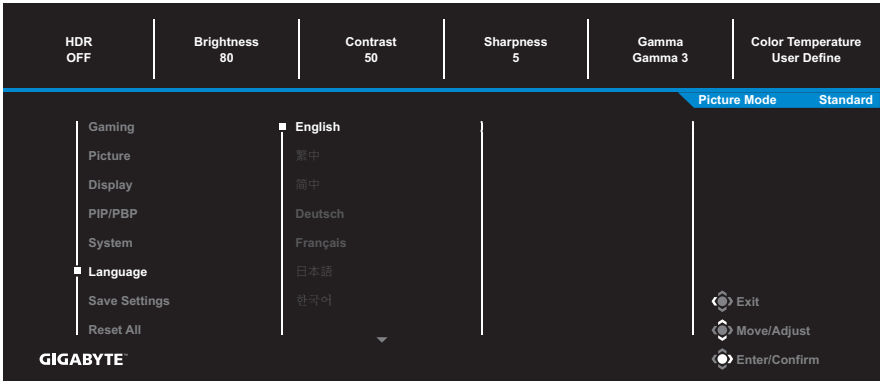 HDR
OFF
Brightness
80
Contrast
50
Sharpness
5
Gamma
Gamma 3
Color Temperature
User Define
Picture Mode Standard
Gaming
Picture
Display
PIP/PBP
System
Language
Save Settings
Reset All
English
繁中
简中
Deutsch
Français
日本語
한국어
Exit
Move/Adjust
Enter/Confirm
GIGABYTE™